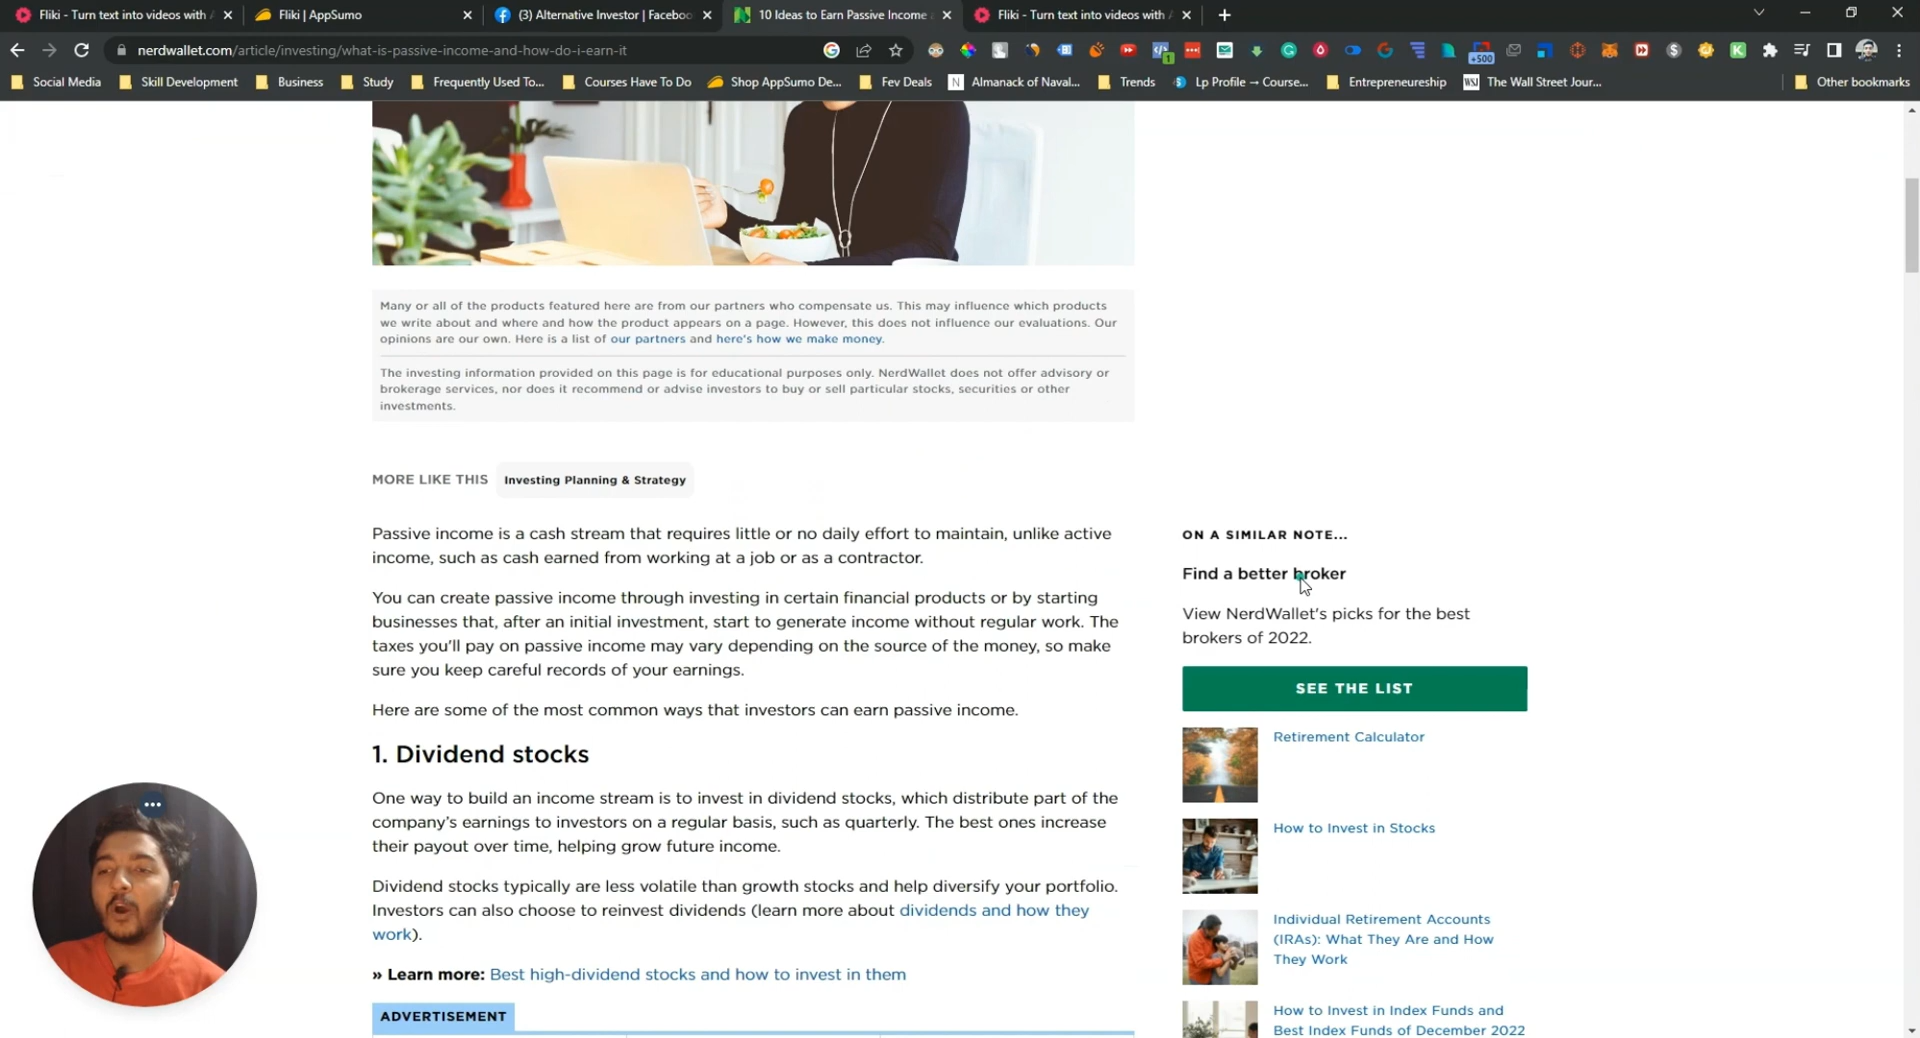 Fliki - Turn text into videos with
Fliki | AppSumo
(3) Alternative Investor | Faceboo
10 Ideas to Earn Passive Income
Fliki - Turn text into videos with
nerdwallet.com/article/investing/what-is-passive-income-and-how-do-i-earn-it
+500
Social Media
Skill Development
Business
Study
Frequently Used To...
Courses Have To Do
Shop AppSumo De...
Fev Deals
Almanack of Naval...
Trends
Lp Profile → Course...
Entrepreneurship
WSJ The Wall Street Jour...
Other bookmarks
Many or all of the products featured here are from our partners who compensate us. This may influence which products
we write about and where and how the product appears on a page. However, this does not influence our evaluations. Our
opinions are our own. Here is a list of our partners and here's how we make money.
The investing information provided on this page is for educational purposes only. NerdWallet does not offer advisory or
brokerage services, nor does it recommend or advise investors to buy or sell particular stocks, securities or other
investments.
MORE LIKE THIS Investing Planning & Strategy
Passive income is a cash stream that requires little or no daily effort to maintain, unlike active
income, such as cash earned from working at a job or as a contractor.
You can create passive income through investing in certain financial products or by starting
businesses that, after an initial investment, start to generate income without regular work. The
taxes you'll pay on passive income may vary depending on the source of the money, so make
sure you keep careful records of your earnings.
Here are some of the most common ways that investors can earn passive income.
1. Dividend stocks
One way to build an income stream is to invest in dividend stocks, which distribute part of the
company's earnings to investors on a regular basis, such as quarterly. The best ones increase
their payout over time, helping grow future income.
Dividend stocks typically are less volatile than growth stocks and help diversify your portfolio.
Investors can also choose to reinvest dividends (learn more about dividends and how they
work).
» Learn more: Best high-dividend stocks and how to invest in them
ADVERTISEMENT
ON A SIMILAR NOTE...
Find a better broker
View NerdWallet's picks for the best
brokers of 2022.
SEE THE LIST
Retirement Calculator
How to Invest in Stocks
Individual Retirement Accounts
(IRAs): What They Are and How
They Work
How to Invest in Index Funds and
Best Index Funds of December 2022